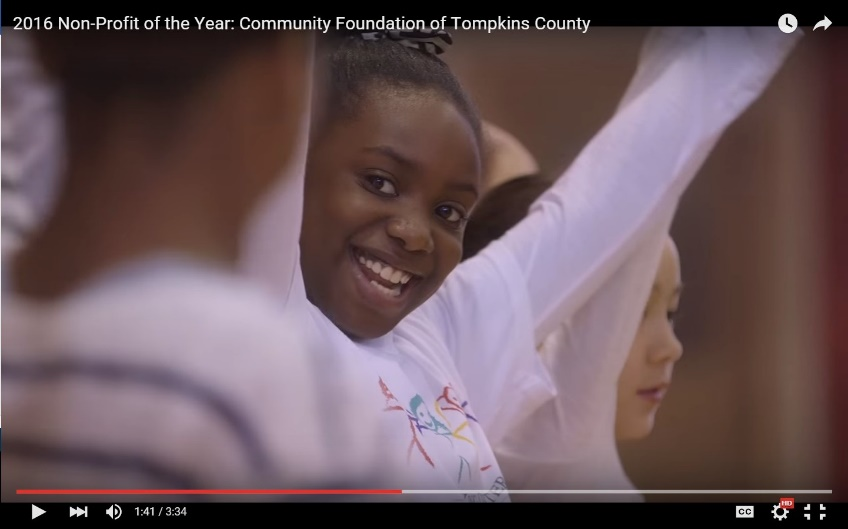 2016 Non-Profit of the Year: Community Foundation of Tompkins County
1:41 / 3:34
CC
HD